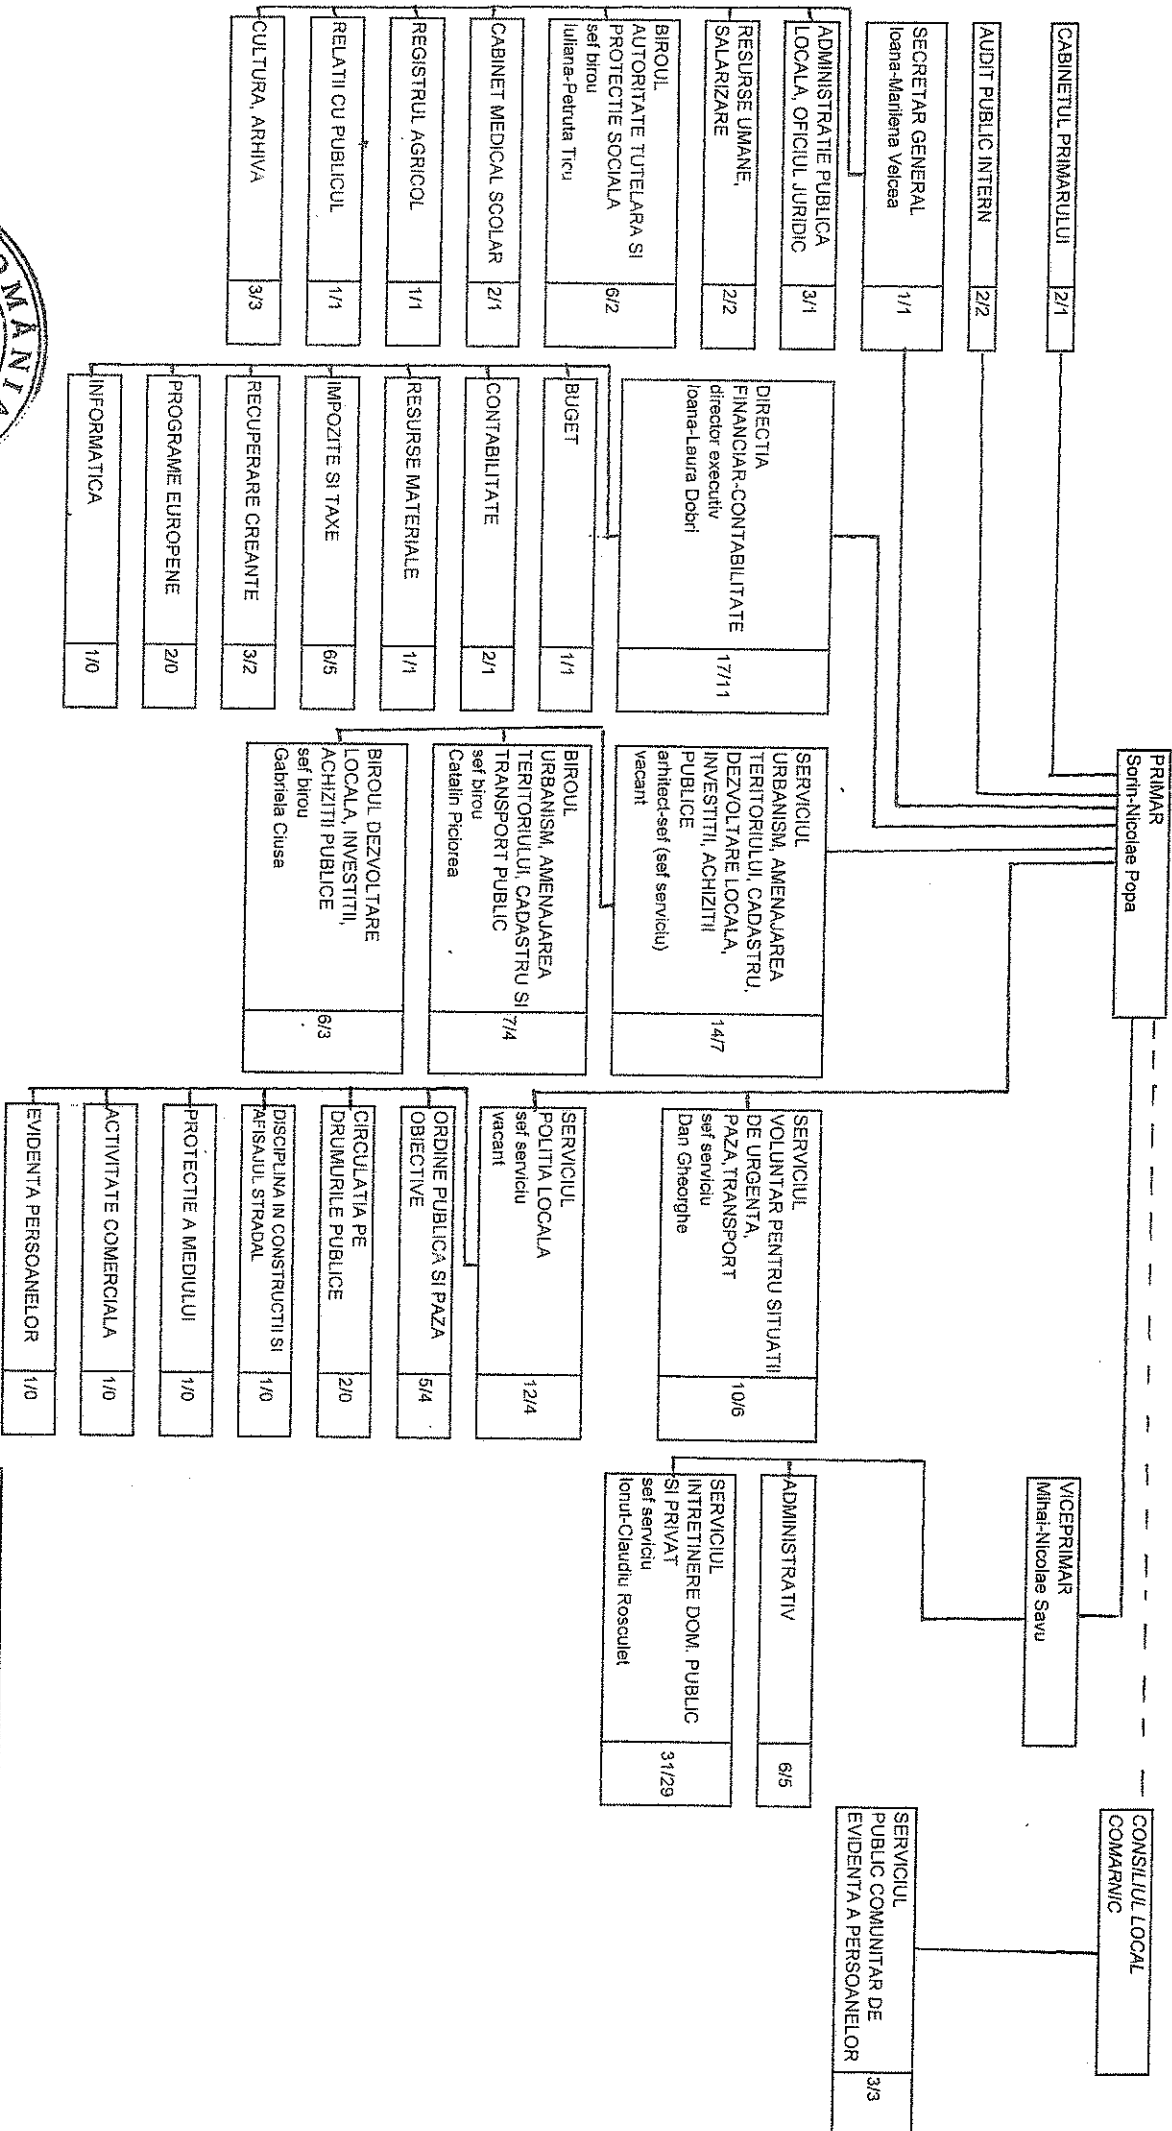 PRIMAR
Sorin-Nicolae Popa
CONSILIUL LOCAL
COMARNIC
VICEPRIMAR
Mihai-Nicolae Savu
CABINETUL PRIMARULUI
2/1
AUDIT PUBLIC INTERN
2/2
SECRETAR GENERAL
Ioana-Marilena Velcea
1/1
ADMINISTRATIE PUBLICA
LOCALA, OFICIUL JURIDIC
3/1
RESURSE UMANE,
SALARIZARE
2/2
BIROUL
AUTORITATE TUTELARA SI
PROTECTIE SOCIALA
sef birou
Iuliana-Petruta Ticu
6/2
CABINET MEDICAL SCOLAR
2/1
REGISTRUL AGRICOL
1/1
RELATII CU PUBLICUL
1/1
CULTURA, ARHIVA
3/3
DIRECTIA
FINANCIAR-CONTABILITATE
director executiv
Ioana-Laura Dobri
17/11
BUGET
1/1
CONTABILITATE
2/1
RESURSE MATERIALE
1/1
IMPOZITE SI TAXE
6/5
RECUPERARE CREANTE
3/2
PROGRAME EUROPENE
2/0
INFORMATICA
1/0
SERVICIUL
URBANISM, AMENAJAREA
TERITORIULUI, CADASTRU,
DEZVOLTARE LOCALA,
INVESTITII, ACHIZITII
PUBLICE
arhitect-sef (sef serviciu)
vacant
14/7
BIROUL
URBANISM, AMENAJAREA
TERITORIULUI, CADASTRU SI
TRANSPORT PUBLIC
sef birou
Catalin Piciorea
7/4
BIROUL DEZVOLTARE
LOCALA, INVESTITII,
ACHIZITII PUBLICE
sef birou
Gabriela Ciusa
6/3
SERVICIUL
VOLUNTAR PENTRU SITUATII
DE URGENTA,
PAZA, TRANSPORT
sef serviciu
Dan Gheorghe
10/6
SERVICIUL
POLITIA LOCALA
sef serviciu
vacant
12/4
ORDINE PUBLICA SI PAZA
OBIECTIVE
5/4
CIRCULATIA PE
DRUMURILE PUBLICE
2/0
DISCIPLINA IN CONSTRUCTII SI
AFISAJUL STRADAL
1/0
PROTECTIE A MEDIULUI
1/0
ACTIVITATE COMERCIALA
1/0
EVIDENTA PERSOANELOR
1/0
ADMINISTRATIV
6/5
SERVICIUL
INTRETINERE DOM. PUBLIC
SI PRIVAT
sef serviciu
Ionut-Claudiu Rosculet
31/29
SERVICIUL
PUBLIC COMUNITAR DE
EVIDENTA A PERSOANELOR
3/3